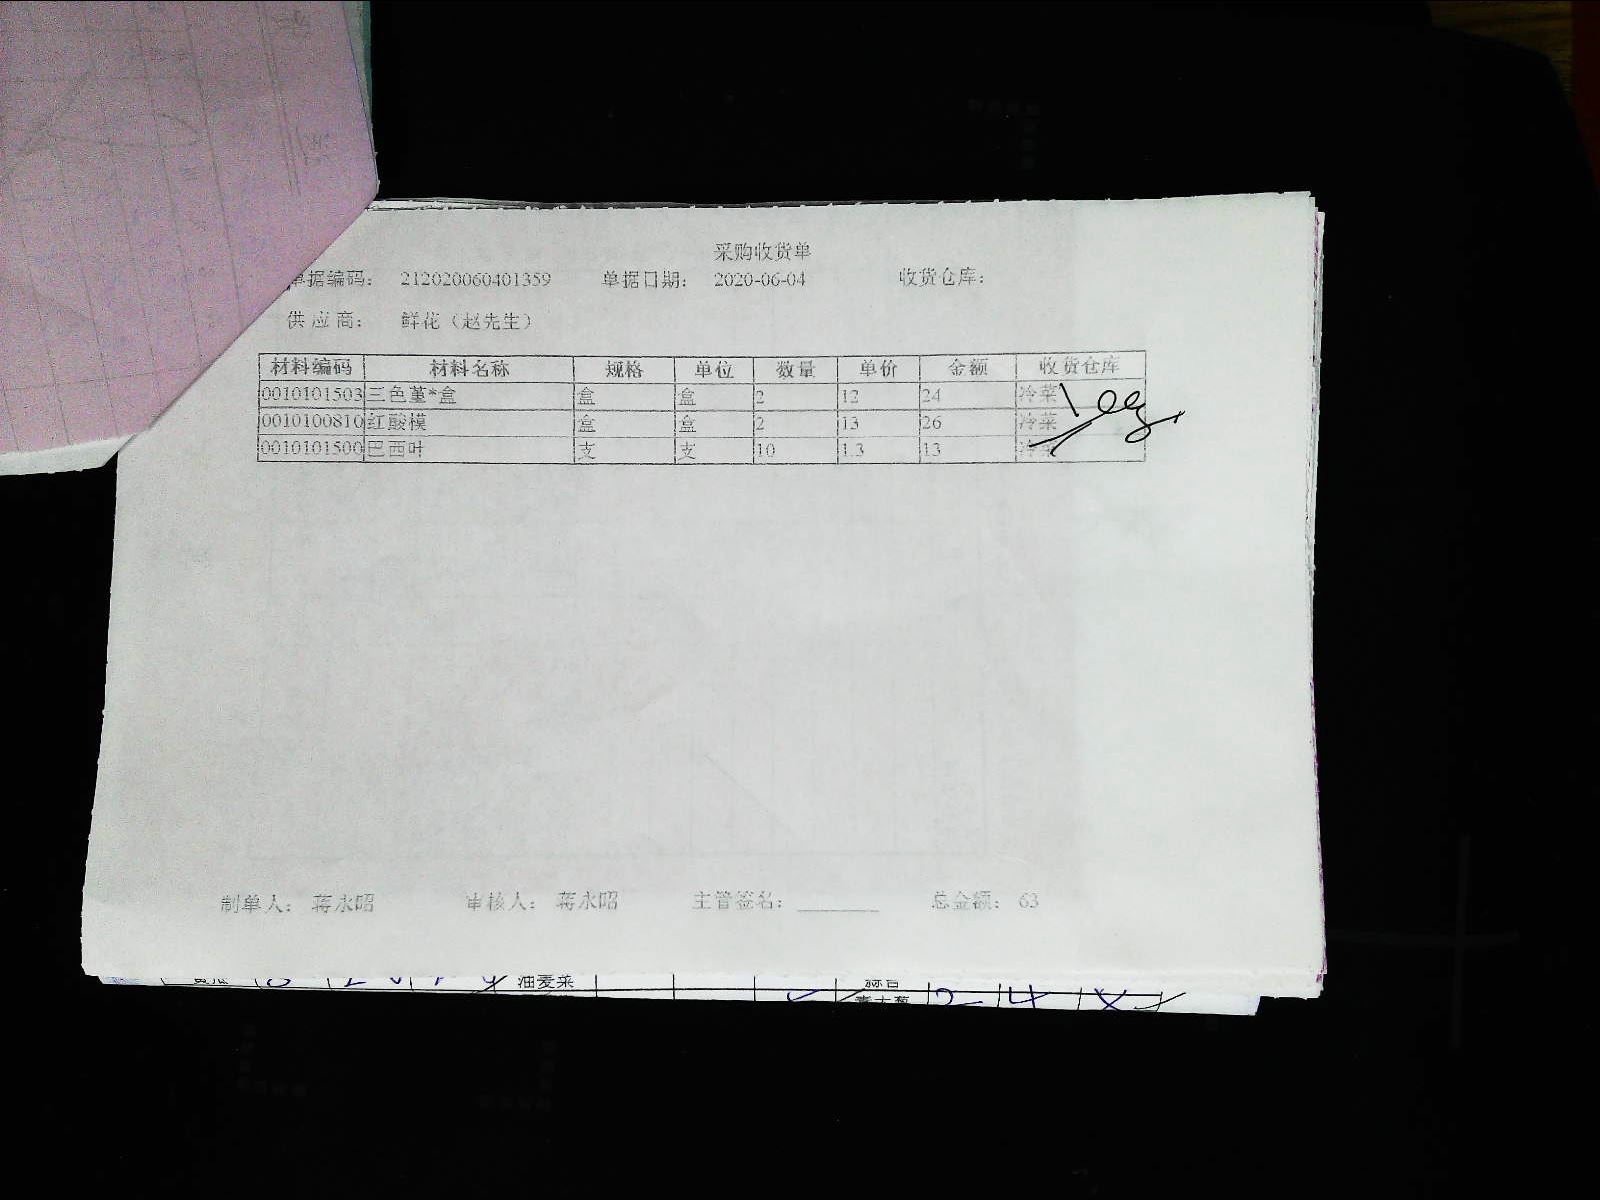 采购收货单
单据编码： 212020060401359 单据日期： 2020-06-04 收货仓库：
供应商： 鲜花（赵先生）
材料编码 材料名称 规格 单位 数量 单价 金额 收货仓库
0010101503 三色堇*盒 盒 盒 2 12 24 冷菜
0010100810 红酸模 盒 盒 2 13 26 冷菜
0010101500 巴西叶 支 支 10 1.3 13 冷菜
制单人： 蒋永昭 审核人： 蒋永昭 主管签名： 总金额： 63
油麦菜